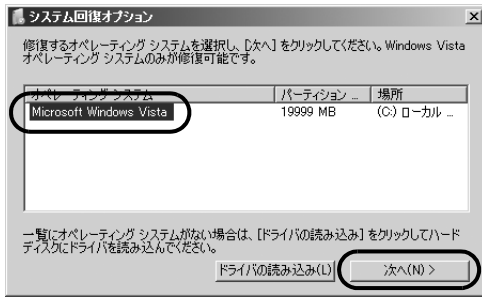 システム回復オプション
修復するオペレーティング システムを選択し、[次へ] をクリックしてください。Windows Vista
オペレーティング システムのみが修復可能です。
オペレーティング システム パーティション ... 場所
Microsoft Windows Vista 19999 MB (C:) ローカル ...
一覧にオペレーティング システムがない場合は、[ドライバの読み込み] をクリックしてハード
ディスクにドライバを読み込んでください。
ドライバの読み込み(L) 次へ(N) >